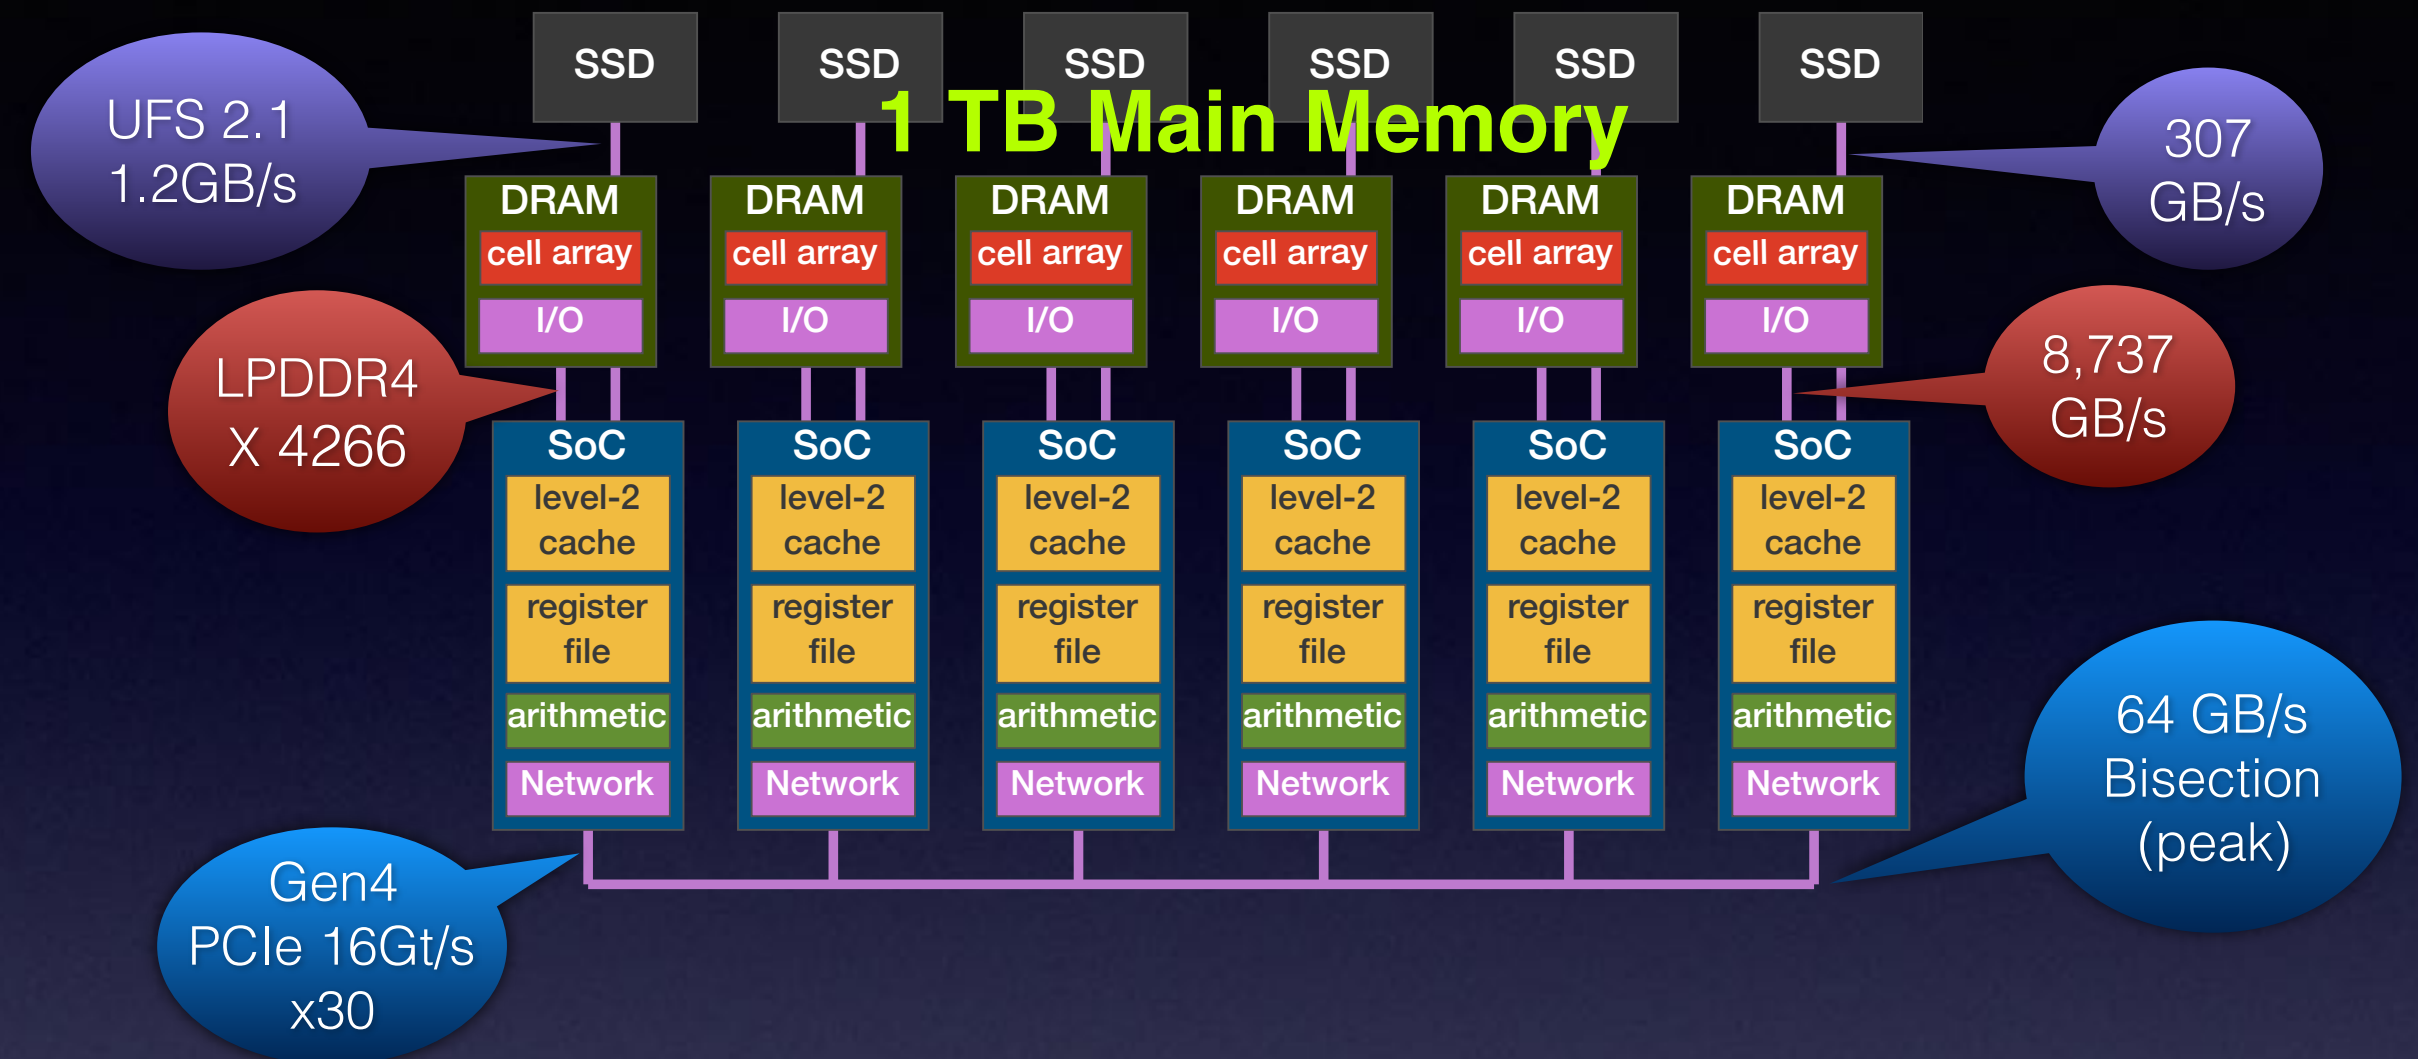 SSD SSD SSD SSD SSD SSD
1 TB Main Memory
UFS 2.1
1.2GB/s
307
GB/s
DRAM DRAM DRAM DRAM DRAM DRAM
cell array cell array cell array cell array cell array cell array
I/O I/O I/O I/O I/O I/O
LPDDR4
X 4266
8,737
GB/s
SoC SoC SoC SoC SoC SoC
level-2 level-2 level-2 level-2 level-2 level-2
cache cache cache cache cache cache
register register register register register register
file file file file file file
arithmetic arithmetic arithmetic arithmetic arithmetic arithmetic
Network Network Network Network Network Network
64 GB/s
Bisection
(peak)
Gen4
PCIe 16Gt/s
x30